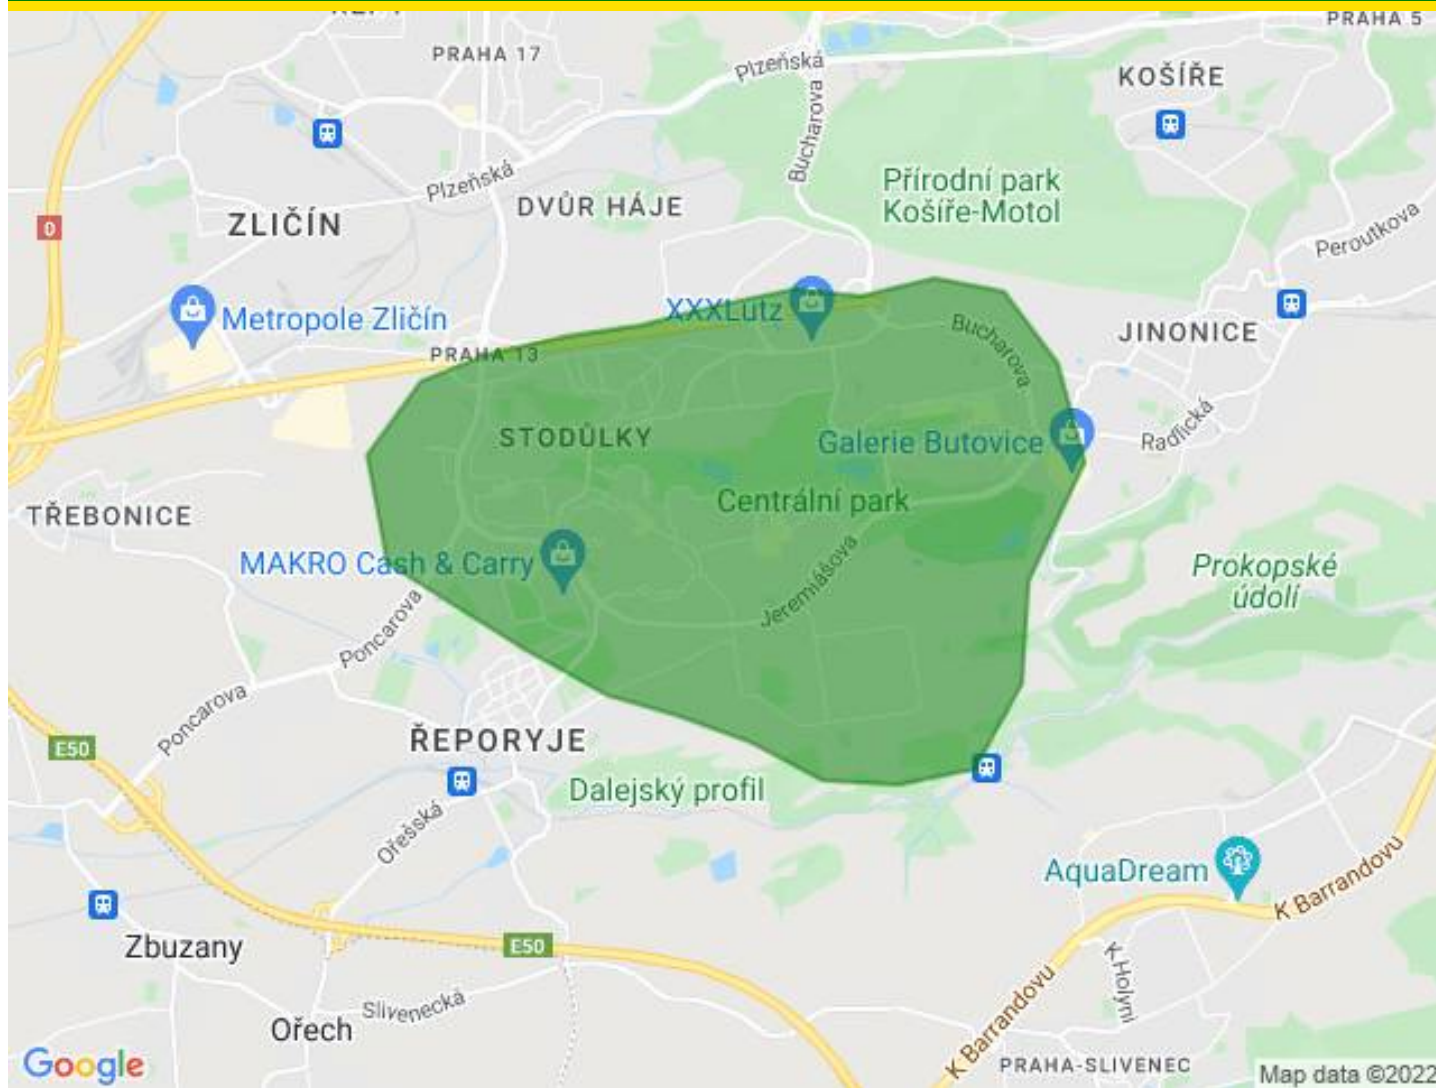 PRAHA 5
PRAHA 17
Plzeňská
KOŠÍŘE
Bucharova
Plzeňská
Přírodní park
Košíře-Motol
DVŮR HÁJE
ZLIČÍN
Peroutkova
0
XXXLutz
Metropole Zličín
Bucharova
JINONICE
PRAHA 13
STODŮLKY
Galerie Butovice
Radlická
Centrální park
TŘEBONICE
MAKRO Cash & Carry
Prokopské
údolí
Jeremiášova
Poncarova
Poncarova
E50
ŘEPORYJE
Dalejský profil
Ořešská
AquaDream
K Barrandovu
Zbuzany
E50
K Holyni
Slivenecká
Ořech
K Barrandovu
Google
PRAHA-SLIVENEC
Map data ©2022